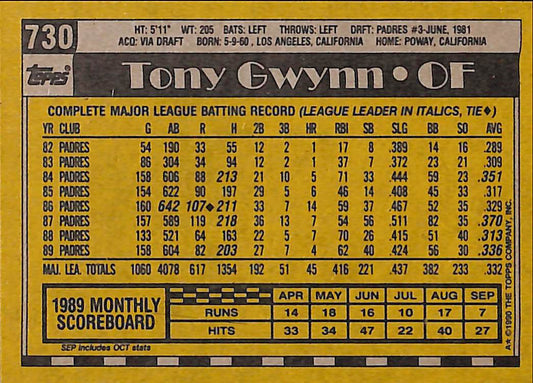 730
HT: 5'11" WT: 205 BATS: LEFT THROWS: LEFT DRFT: PADRES #3-JUNE, 1981
ACQ: VIA DRAFT BORN: 5-9-60, LOS ANGELES, CALIFORNIA HOME: POWAY, CALIFORNIA
TOPPS
Tony Gwynn • OF
COMPLETE MAJOR LEAGUE BATTING RECORD (LEAGUE LEADER IN ITALICS, TIE♦)
YR CLUB G AB R H 2B 3B HR RBI SB SLG BB SO AVG
82 PADRES 54 190 33 55 12 2 1 17 8 .389 14 16 .289
83 PADRES 86 304 34 94 12 2 1 37 7 .372 23 21 .309
84 PADRES 158 606 88 213 21 10 5 71 33 .444 59 23 .351
85 PADRES 154 622 90 197 29 5 6 46 14 .408 45 33 .317
86 PADRES 160 642 107♦ 211 33 7 14 59 37 .467 52 35 .329
87 PADRES 157 589 119 218 36 13 7 54 56 .511 82 35 .370
88 PADRES 133 521 64 163 22 5 7 70 26 .415 51 40 .313
89 PADRES 158 604 82 203 27 7 4 62 40 .424 56 30 .336
MAJ. LEA. TOTALS 1060 4078 617 1354 192 51 45 416 221 .437 382 233 .332
1989 MONTHLY SCOREBOARD
APR MAY JUN JUL AUG SEP
RUNS 14 18 16 10 17 7
HITS 33 34 47 22 40 27
SEP includes OCT stats
A★ ©1990 THE TOPPS COMPANY, INC.